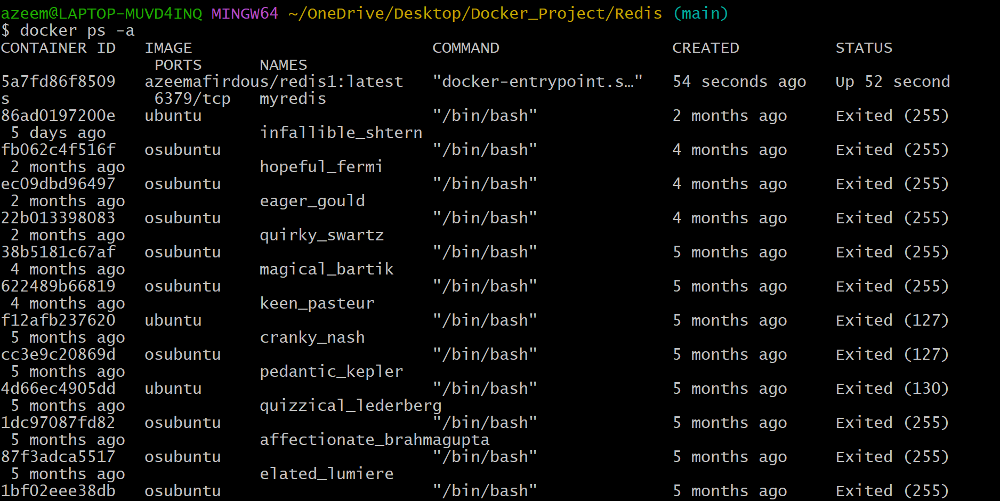 azeem@LAPTOP-MUVD4INQ MINGW64 ~/OneDrive/Desktop/Docker_Project/Redis (main)
$ docker ps -a
CONTAINER ID   IMAGE                         COMMAND                  CREATED          STATUS
                PORTS      NAMES
5a7fd86f8509   azeemafirdous/redis1:latest   "docker-entrypoint.s…"   54 seconds ago   Up 52 second
s               6379/tcp   myredis
86ad0197200e   ubuntu                        "/bin/bash"              2 months ago     Exited (255)
 5 days ago                infallible_shtern
fb062c4f516f   osubuntu                      "/bin/bash"              4 months ago     Exited (255)
 2 months ago              hopeful_fermi
ec09dbd96497   osubuntu                      "/bin/bash"              4 months ago     Exited (255)
 2 months ago              eager_gould
22b013398083   osubuntu                      "/bin/bash"              4 months ago     Exited (255)
 2 months ago              quirky_swartz
38b5181c67af   osubuntu                      "/bin/bash"              5 months ago     Exited (255)
 4 months ago              magical_bartik
622489b66819   osubuntu                      "/bin/bash"              5 months ago     Exited (255)
 4 months ago              keen_pasteur
f12afb237620   ubuntu                        "/bin/bash"              5 months ago     Exited (127)
 5 months ago              cranky_nash
cc3e9c20869d   osubuntu                      "/bin/bash"              5 months ago     Exited (127)
 5 months ago              pedantic_kepler
4d66ec4905dd   ubuntu                        "/bin/bash"              5 months ago     Exited (130)
 5 months ago              quizzical_lederberg
1dc97087fd82   osubuntu                      "/bin/bash"              5 months ago     Exited (255)
 5 months ago              affectionate_brahmagupta
87f3adca5517   osubuntu                      "/bin/bash"              5 months ago     Exited (255)
 5 months ago              elated_lumiere
1bf02eee38db   osubuntu                      "/bin/bash"              5 months ago     Exited (255)